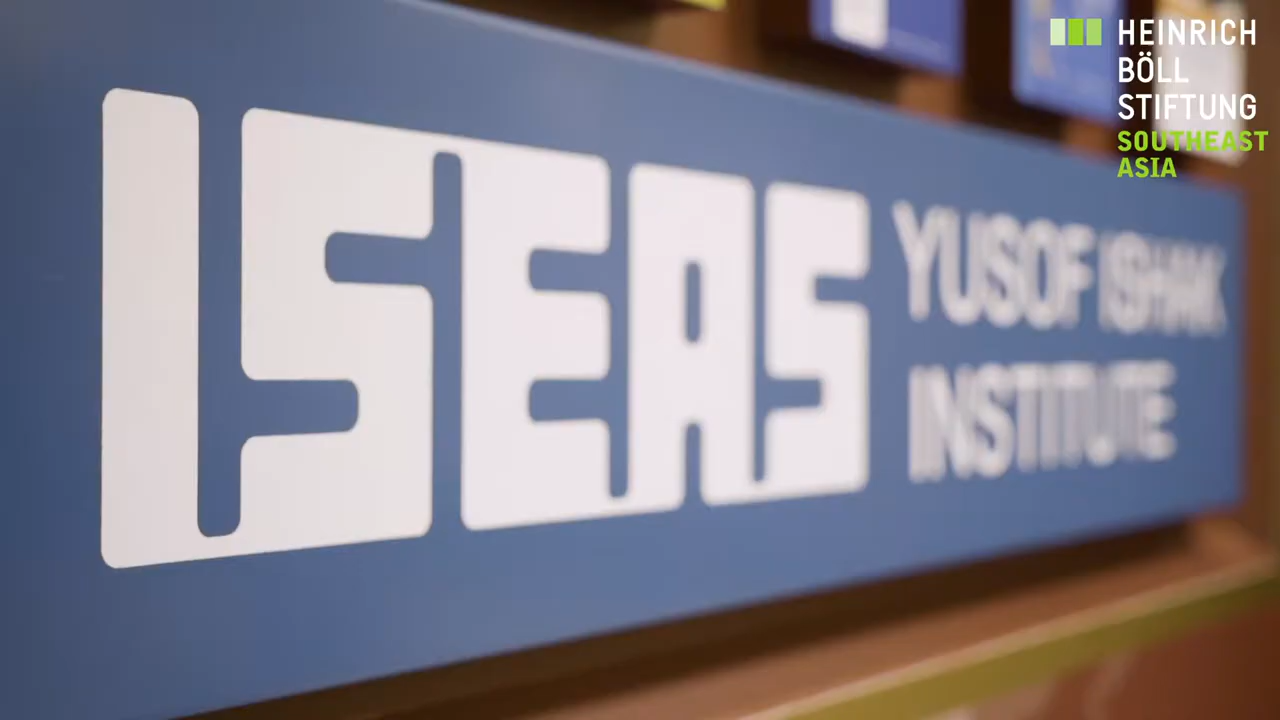 ISEAS
YUSOF ISHAK
INSTITUTE
HEINRICH
BÖLL
STIFTUNG
SOUTHEAST
ASIA